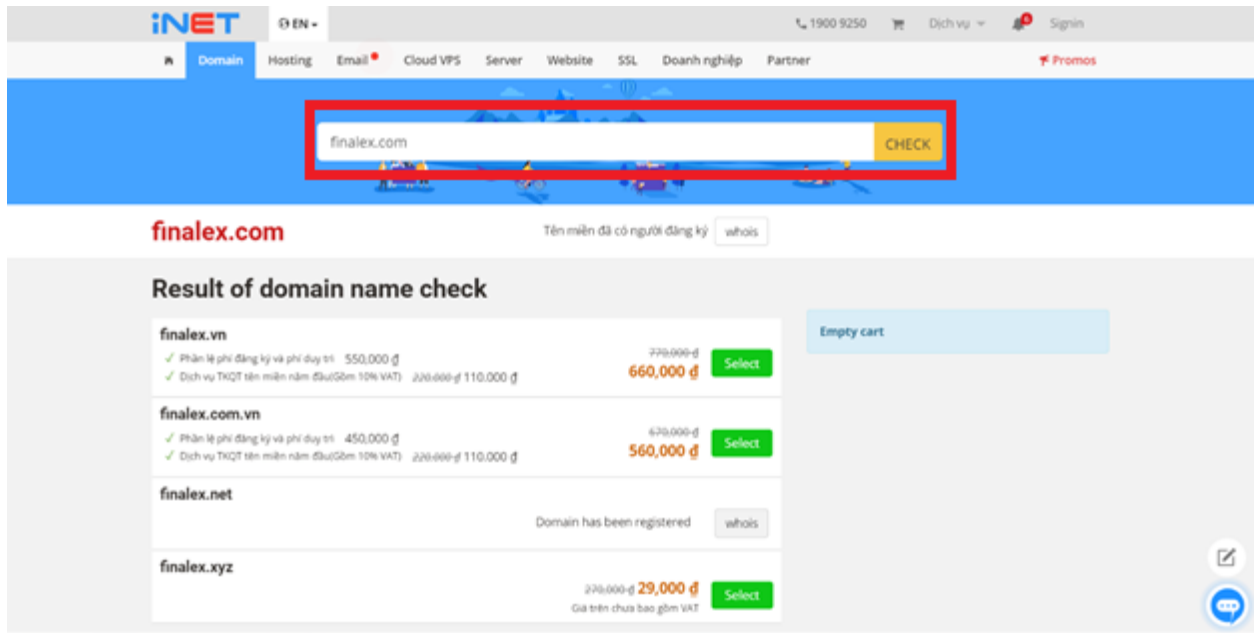 iNET
EN
1900 9250
Dịch vụ
Signin
Domain Hosting Email Cloud VPS Server Website SSL Doanh nghiệp Partner
Promos
finalex.com
CHECK
finalex.com
Tên miền đã có người đăng ký
whois
Result of domain name check
Empty cart
finalex.vn
Phần lệ phí đăng ký và phí duy trì 550,000 ₫
Dịch vụ TKQT tên miền năm đầu(Gồm 10% VAT) 220.000 ₫ 110.000 ₫
770,000 ₫
660,000 ₫
Select
finalex.com.vn
Phần lệ phí đăng ký và phí duy trì 450,000 ₫
Dịch vụ TKQT tên miền năm đầu(Gồm 10% VAT) 220.000 ₫ 110.000 ₫
670,000 ₫
560,000 ₫
Select
finalex.net
Domain has been registered
whois
finalex.xyz
270,000 ₫ 29,000 ₫
Giá trên chưa bao gồm VAT
Select